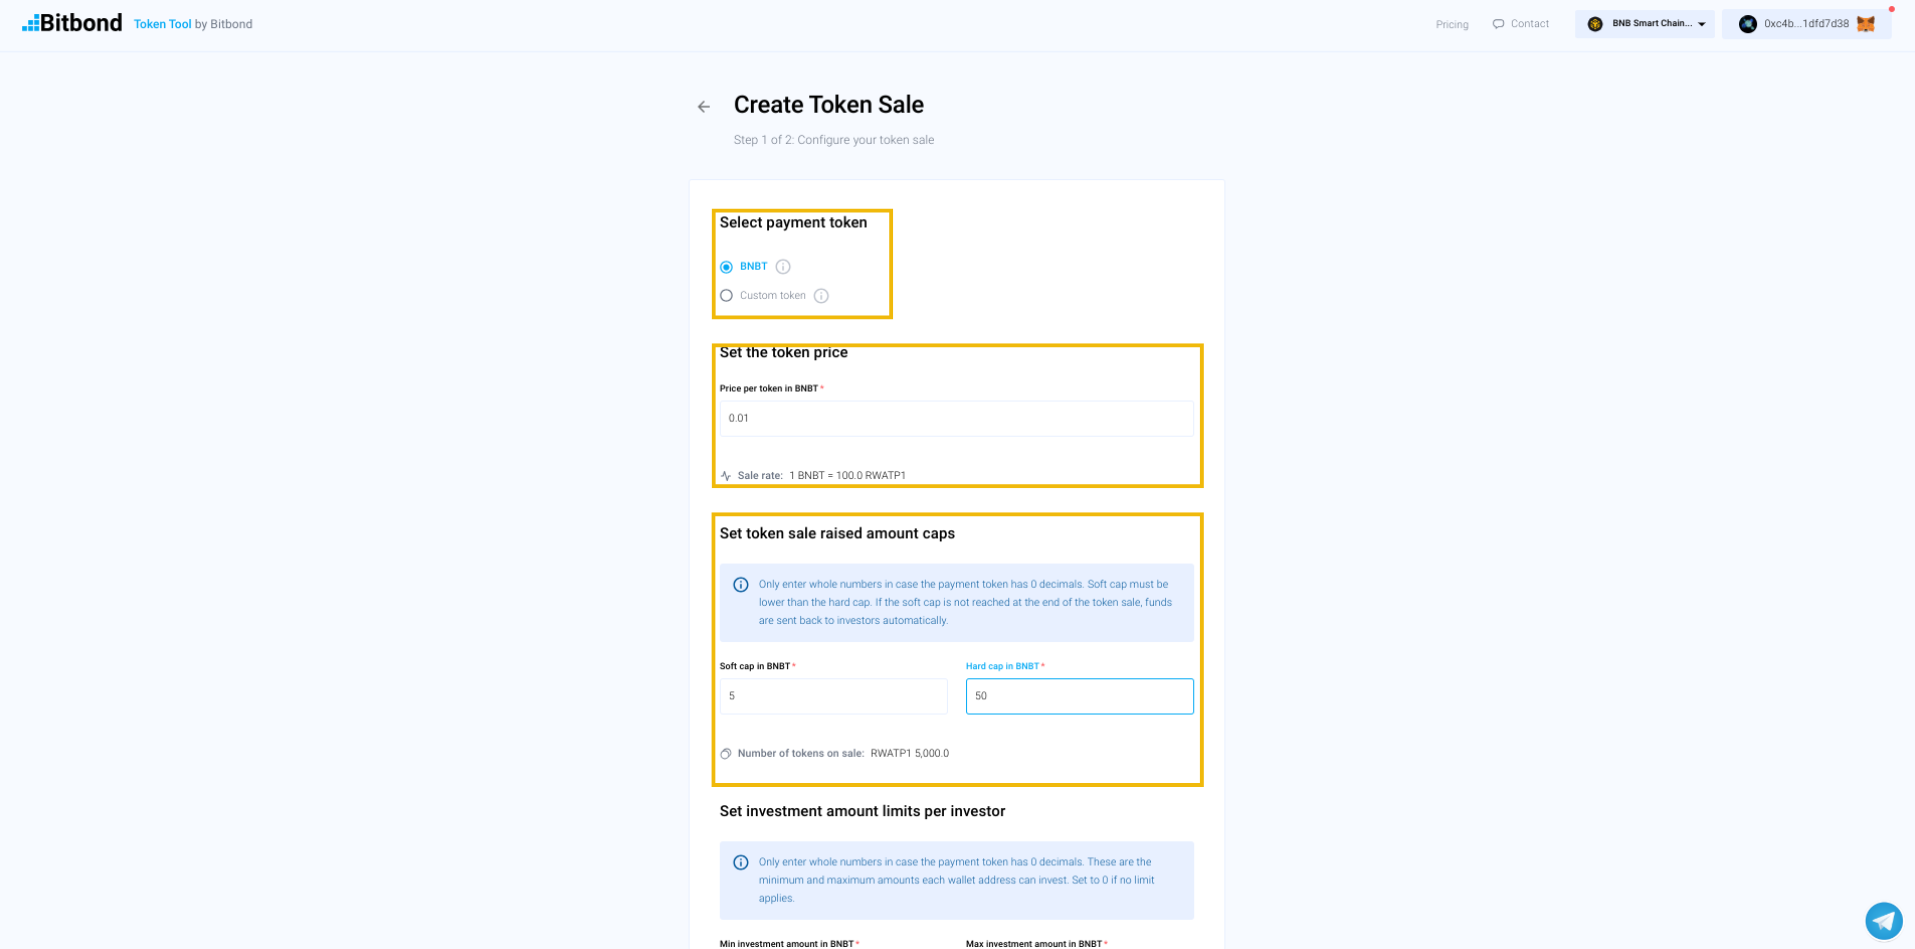 Bitbond Token Tool by Bitbond
Pricing
Contact
BNB Smart Chain...
0xc4b...1dfd7d38
Create Token Sale
Step 1 of 2: Configure your token sale
Select payment token
BNBT
Custom token
Set the token price
Price per token in BNBT *
0.01
Sale rate: 1 BNBT = 100.0 RWATP1
Set token sale raised amount caps
Only enter whole numbers in case the payment token has 0 decimals. Soft cap must be
lower than the hard cap. If the soft cap is not reached at the end of the token sale, funds
are sent back to investors automatically.
Soft cap in BNBT * Hard cap in BNBT *
5 50
Number of tokens on sale: RWATP1 5,000.0
Set investment amount limits per investor
Only enter whole numbers in case the payment token has 0 decimals. These are the
minimum and maximum amounts each wallet address can invest. Set to 0 if no limit
applies.
Min investment amount in BNBT * Max investment amount in BNBT *